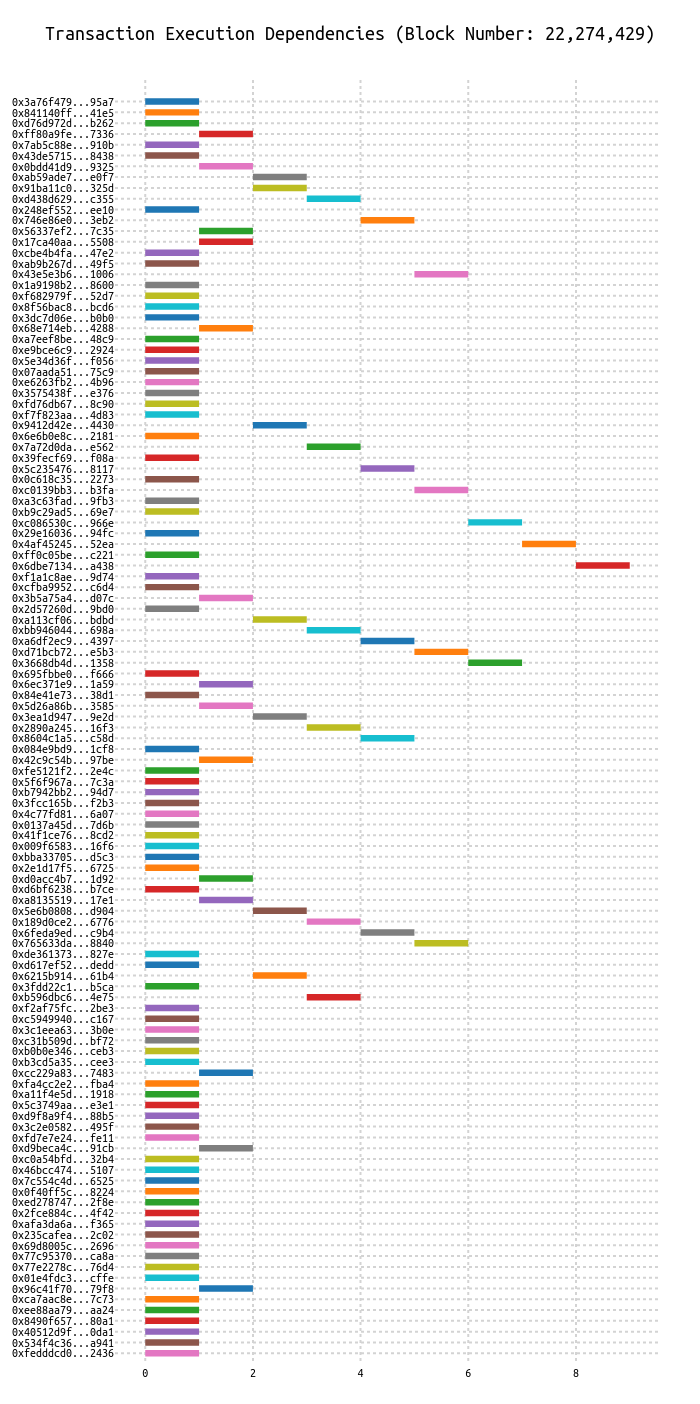 Transaction Execution Dependencies (Block Number: 22,274,429)
0x3a76f479...95a7
0x841140ff...41e5
0xd76d972d...b262
0xff80a9fe...7336
0x7ab5c88e...910b
0x43de5715...8438
0x0bdd41d9...9325
0xab59ade7...e0f7
0x91ba11c0...325d
0xd438d629...c355
0x248ef552...ee10
0x746e86e0...3eb2
0x56337ef2...7c35
0x17ca40aa...5508
0xcbe4b4fa...47e2
0xab9b267d...49f5
0x43e5e3b6...1006
0x1a9198b2...8600
0xf682979f...52d7
0x8f56bac8...bcd6
0x3dc7d06e...b0b0
0x68e714eb...4288
0xa7eef8be...48c9
0xe9bce6c9...2924
0x5e34d36f...f056
0x07aada51...75c9
0xe6263fb2...4b96
0x3575438f...e376
0xfd76db67...8c90
0xf7f823aa...4d83
0x9412d42e...4430
0x6e6b0e8c...2181
0x7a72d0da...e562
0x39fecf69...f08a
0x5c235476...8117
0x0c618c35...2273
0xc0139bb3...b3fa
0xa3c63fad...9fb3
0xb9c29ad5...69e7
0xc086530c...966e
0x29e16036...94fc
0x4af45245...52ea
0xff0c05be...c221
0x6dbe7134...a438
0xf1a1c8ae...9d74
0xcfba9952...c6d4
0x3b5a75a4...d07c
0x2d57260d...9bd0
0xa113cf06...bdbd
0xbb946044...698a
0xa6df2ec9...4397
0xd71bcb72...e5b3
0x3668db4d...1358
0x695fbbe0...f666
0x6ec371e9...1a59
0x84e41e73...38d1
0x5d26a86b...3585
0x3ea1d947...9e2d
0x2890a245...16f3
0x8604c1a5...c58d
0x084e9bd9...1cf8
0x42c9c54b...97be
0xfe5121f2...2e4c
0x5f6f967a...7c3a
0xb7942bb2...94d7
0x3fcc165b...f2b3
0x4c77fd81...6a07
0x0137a45d...7d6b
0x41f1ce76...8cd2
0x009f6583...16f6
0xbba33705...d5c3
0x2e1d17f5...6725
0xd0acc4b7...1d92
0xd6bf6238...b7ce
0xa8135519...17e1
0x5e6b0808...d904
0x189d0ce2...6776
0x6feda9ed...c9b4
0x765633da...8840
0xde361373...827e
0xd617ef52...dedd
0x6215b914...61b4
0x3fdd22c1...b5ca
0xb596dbc6...4e75
0xf2af75fc...2be3
0xc5949940...c167
0x3c1eea63...3b0e
0xc31b509d...bf72
0xb0b0e346...ceb3
0xb3cd5a35...cee3
0xcc229a83...7483
0xfa4cc2e2...fba4
0xa11f4e5d...1918
0x5c3749aa...e3e1
0xd9f8a9f4...88b5
0x3c2e0582...495f
0xfd7e7e24...fe11
0xd9beca4c...91cb
0xc0a54bfd...32b4
0x46bcc474...5107
0x7c554c4d...6525
0x0f40ff5c...8224
0xed278747...2f8e
0x2fce884c...4f42
0xafa3da6a...f365
0x235cafea...2c02
0x69d8005c...2696
0x77c95370...ca8a
0x77e2278c...76d4
0x01e4fdc3...cffe
0x96c41f70...79f8
0xca7aac8e...7c73
0xee88aa79...aa24
0x8490f657...80a1
0x40512d9f...0da1
0x534f4c36...a941
0xfedddcd0...2436
0 2 4 6 8